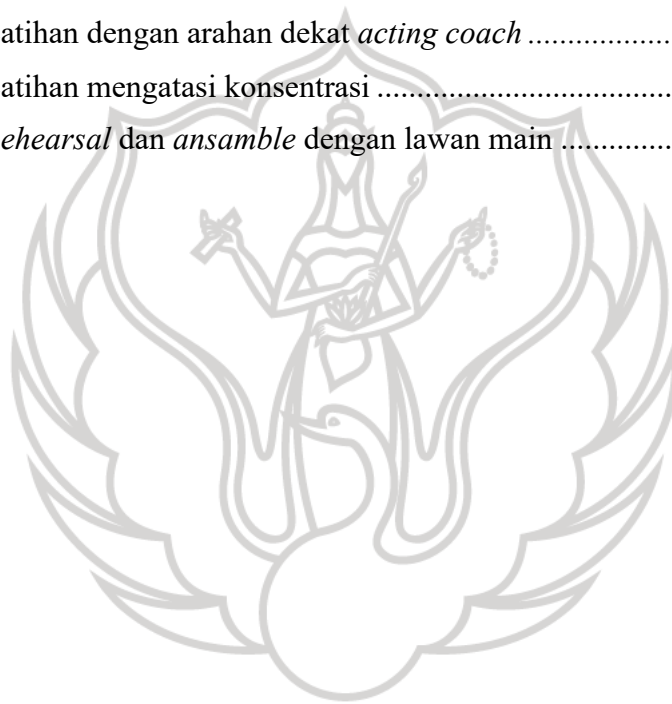 atihan dengan arahan dekat acting coach ..................
atihan mengatasi konsentrasi ......................................
ehearsal dan ansamble dengan lawan main ..............